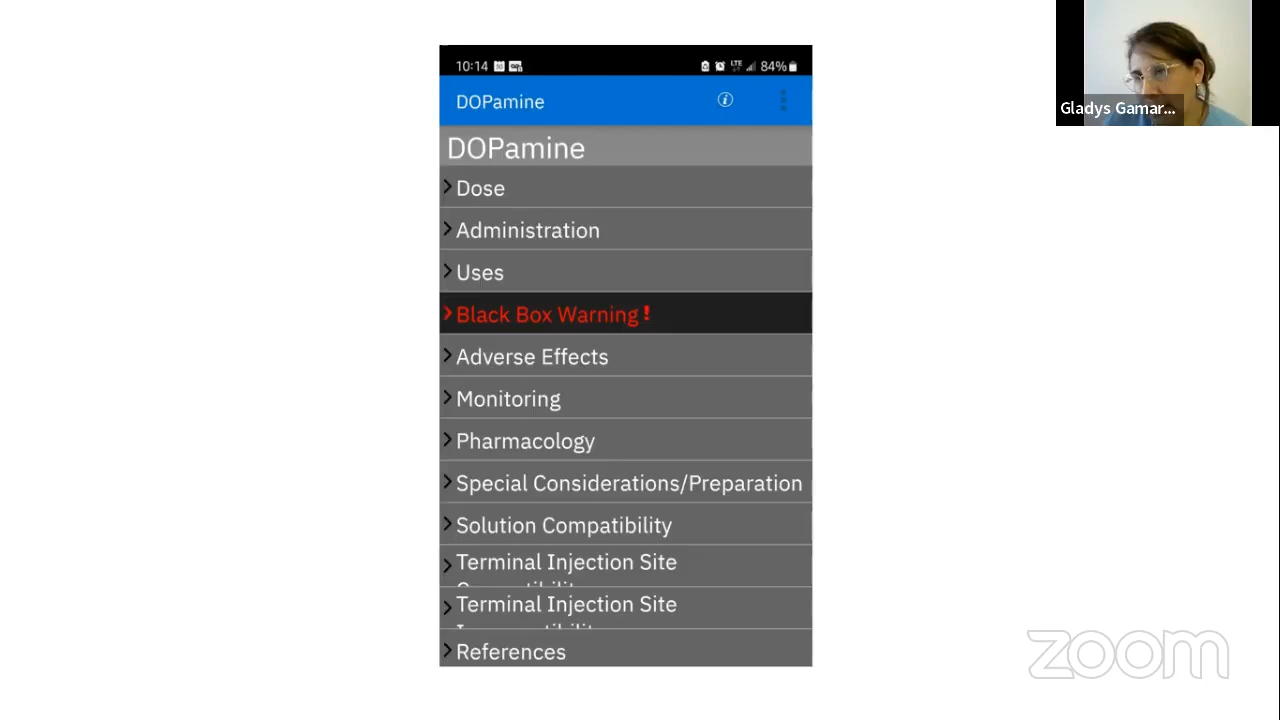 10:14
LTE
84%
DOPamine
DOPamine
Dose
Administration
Uses
Black Box Warning !
Adverse Effects
Monitoring
Pharmacology
Special Considerations/Preparation
Solution Compatibility
Terminal Injection Site
Terminal Injection Site
References
Gladys Gamar...
zoom